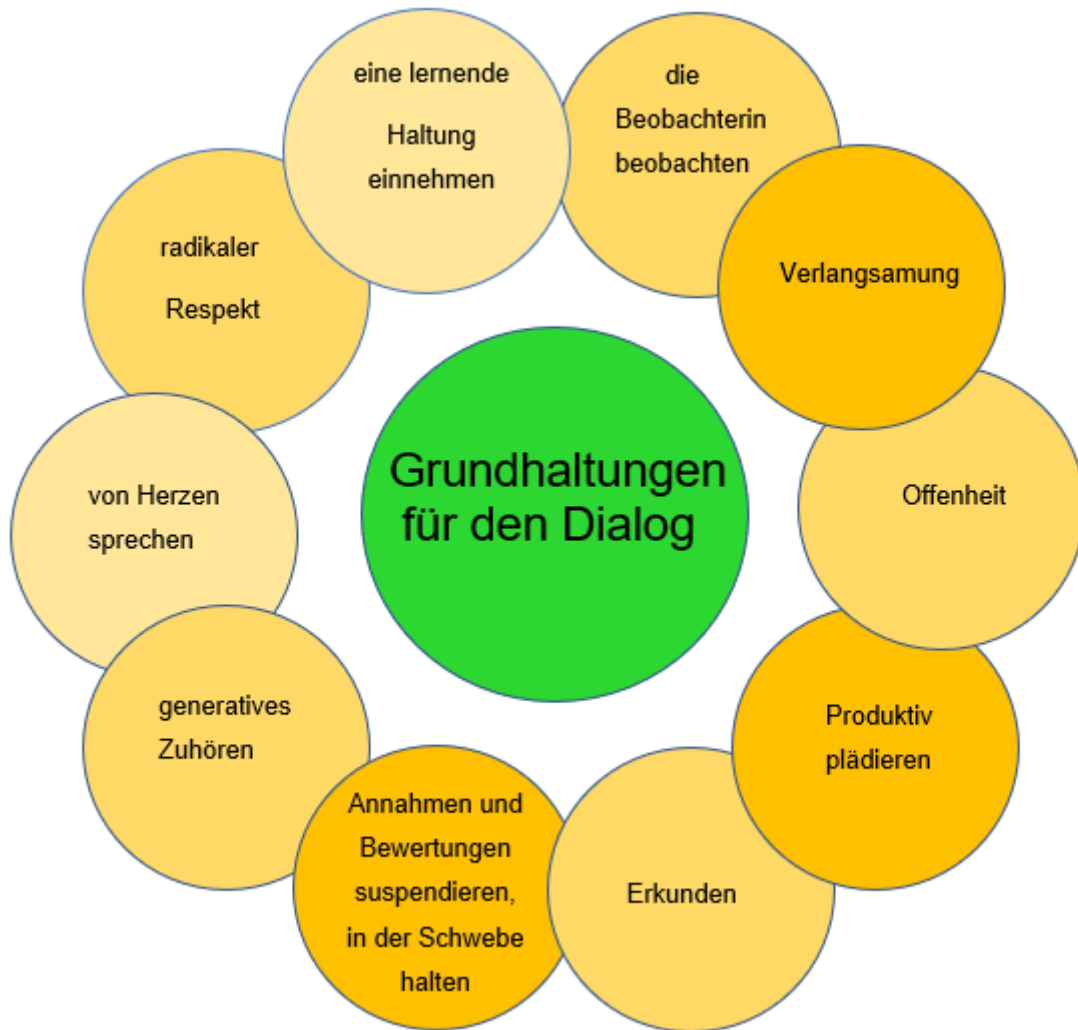 eine lernende
Haltung
einnehmen
die
Beobachterin
beobachten
Verlangsamung
Offenheit
Produktiv
plädieren
Erkunden
Annahmen und
Bewertungen
suspendieren,
in der Schwebe
halten
generatives
Zuhören
von Herzen
sprechen
radikaler
Respekt
Grundhaltungen
für den Dialog